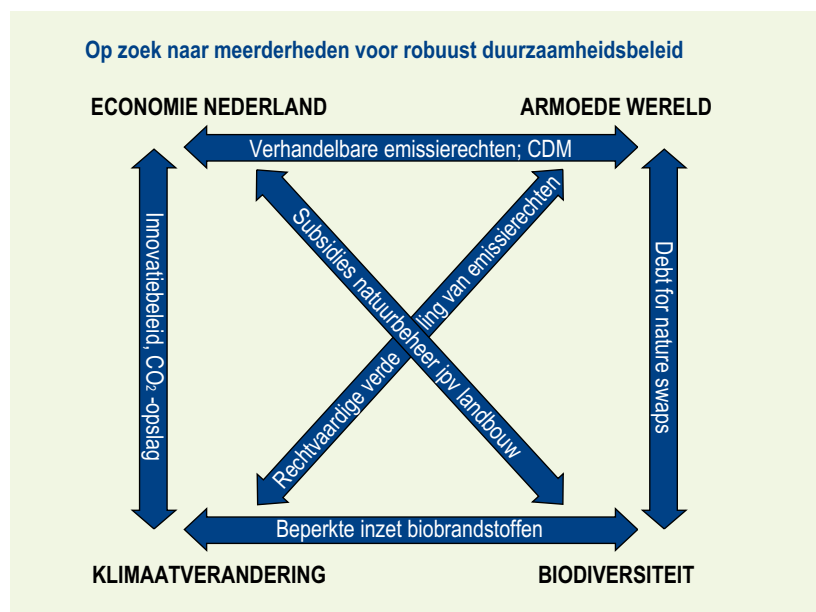 Op zoek naar meerderheden voor robuust duurzaamheidsbeleid
ECONOMIE NEDERLAND
ARMOEDE WERELD
Verhandelbare emissierechten; CDM
Innovatiebeleid, CO₂ -opslag
Subsidies natuurbeheer ipv landbouw
Rechtvaardige verde ling van emissierechten
Debt for nature swaps
Beperkte inzet biobrandstoffen
KLIMAATVERANDERING
BIODIVERSITEIT